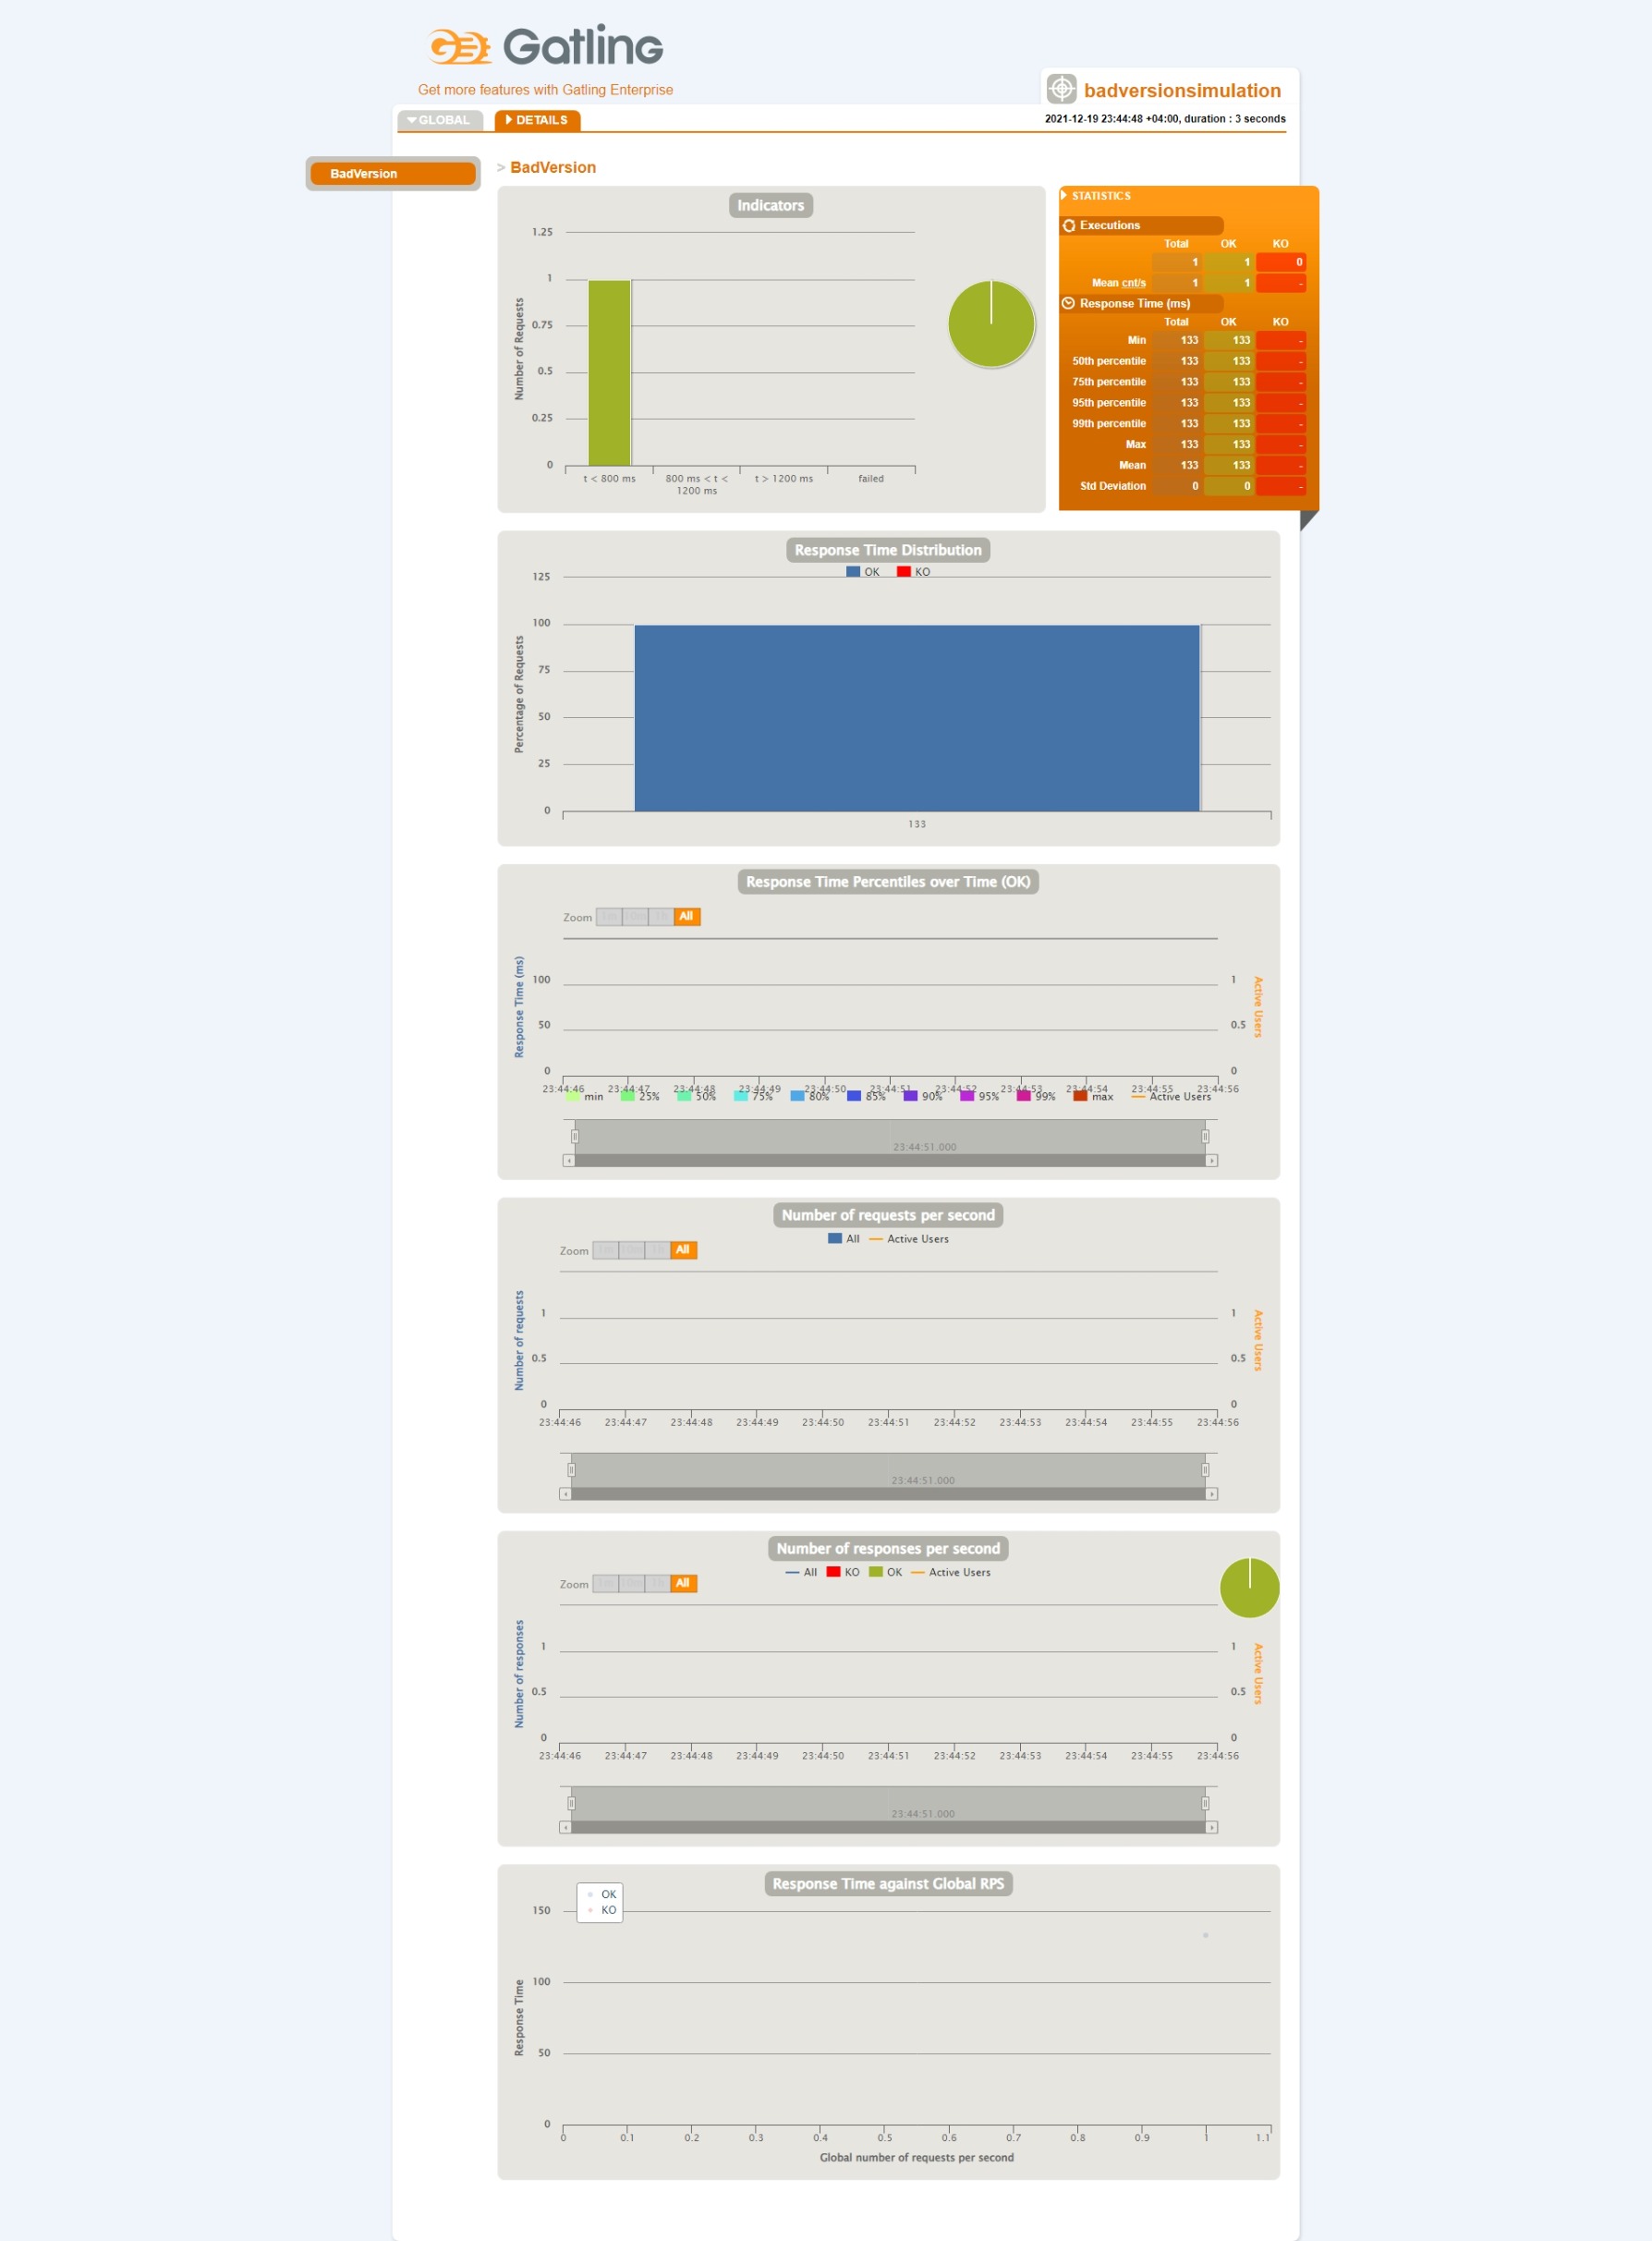 Gatling
Get more features with Gatling Enterprise
badversionsimulation
GLOBAL
DETAILS
2021-12-19 23:44:48 +04:00, duration : 3 seconds
BadVersion
> BadVersion
Indicators
Number of Requests
1.25
1
0.75
0.5
0.25
0
t < 800 ms
800 ms < t <
1200 ms
t > 1200 ms
failed
STATISTICS
Executions
Total OK KO
1 1 0
Mean cnt/s 1 1 -
Response Time (ms)
Total OK KO
Min 133 133 -
50th percentile 133 133 -
75th percentile 133 133 -
95th percentile 133 133 -
99th percentile 133 133 -
Max 133 133 -
Mean 133 133 -
Std Deviation 0 0 -
Response Time Distribution
OK KO
Percentage of Requests
125
100
75
50
25
0
133
Response Time Percentiles over Time (OK)
Zoom 1m 10m 1h All
Response Time (ms)
100
50
0
1
0.5
0
Active Users
23:44:46 23:44:47 23:44:48 23:44:49 23:44:50 23:44:51 23:44:52 23:44:53 23:44:54 23:44:55 23:44:56
min 25% 50% 75% 80% 85% 90% 95% 99% max Active Users
23:44:51.000
Number of requests per second
All Active Users
Zoom 1m 10m 1h All
Number of requests
1
0.5
0
1
0.5
0
Active Users
23:44:46 23:44:47 23:44:48 23:44:49 23:44:50 23:44:51 23:44:52 23:44:53 23:44:54 23:44:55 23:44:56
23:44:51.000
Number of responses per second
All KO OK Active Users
Zoom 1m 10m 1h All
Number of responses
1
0.5
0
1
0.5
0
Active Users
23:44:46 23:44:47 23:44:48 23:44:49 23:44:50 23:44:51 23:44:52 23:44:53 23:44:54 23:44:55 23:44:56
23:44:51.000
Response Time against Global RPS
OK
KO
Response Time
150
100
50
0
0 0.1 0.2 0.3 0.4 0.5 0.6 0.7 0.8 0.9 1 1.1
Global number of requests per second